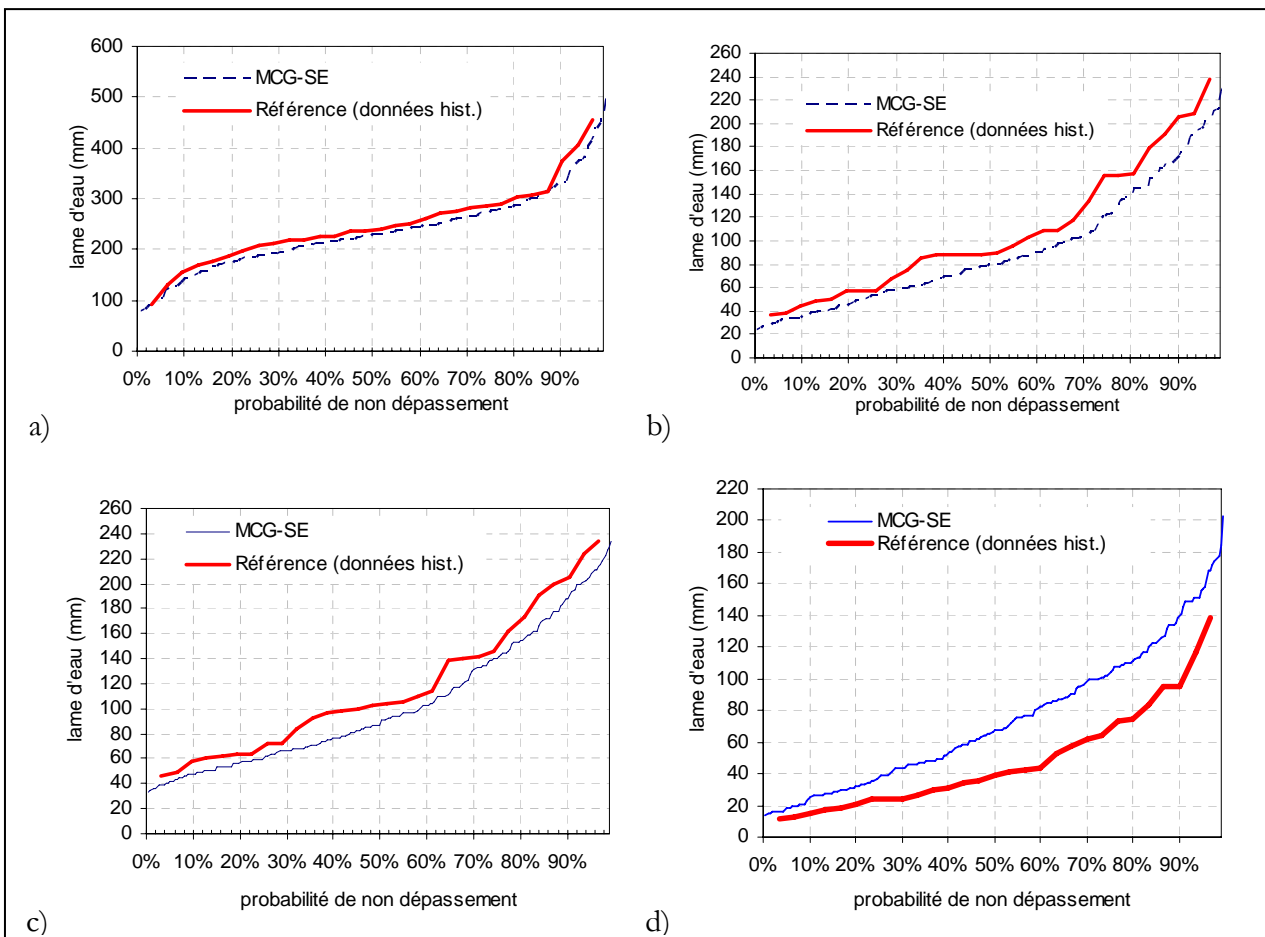 600
500
400
300
200
100
0
lame d'eau (mm)
MCG-SE
Référence (données hist.)
0% 10% 20% 30% 40% 50% 60% 70% 80% 90%
probabilité de non dépassement
a)
260
240
220
200
180
160
140
120
100
80
60
40
20
0
lame d'eau (mm)
MCG-SE
Référence (données hist.)
0% 10% 20% 30% 40% 50% 60% 70% 80% 90%
probabilité de non dépassement
b)
260
240
220
200
180
160
140
120
100
80
60
40
20
0
lame d'eau (mm)
MCG-SE
Référence (données hist.)
0% 10% 20% 30% 40% 50% 60% 70% 80% 90%
probabilité de non dépassement
c)
220
200
180
160
140
120
100
80
60
40
20
0
lame d'eau (mm)
MCG-SE
Référence (données hist.)
0% 10% 20% 30% 40% 50% 60% 70% 80% 90%
probabilité de non dépassement
d)